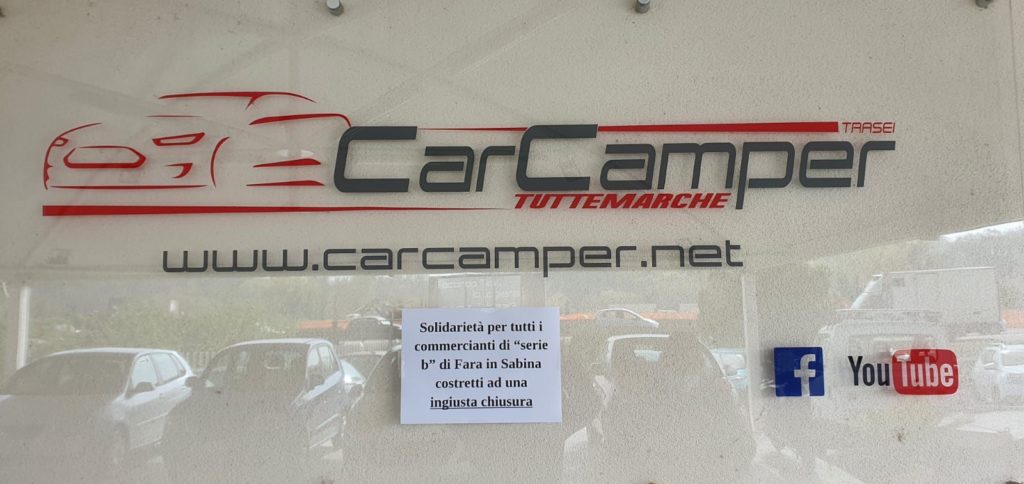 TRASEI
CarCamper
TUTTEMARCHE
www.carcamper.net
Solidarietà per tutti i
commercianti di “serie
b” di Fara in Sabina
costretti ad una
ingiusta chiusura
f
YouTube